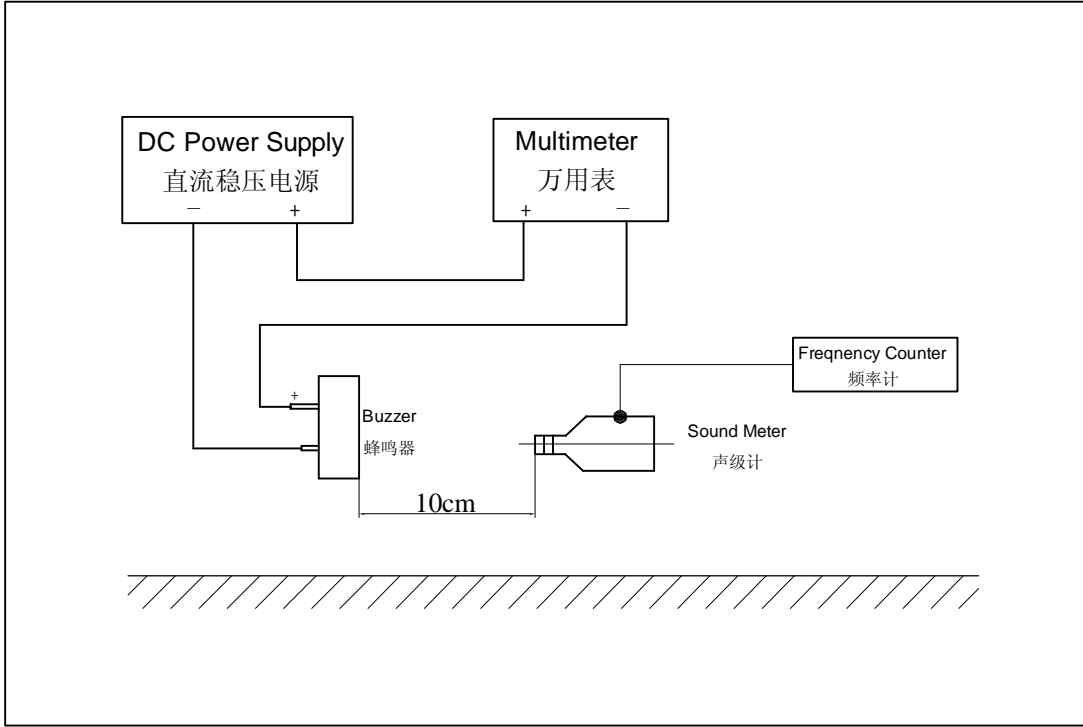 DC Power Supply
直流稳压电源
— +
Multimeter
万用表
+ —
Freqnency Counter
频率计
+
Buzzer
蜂鸣器
Sound Meter
声级计
10cm